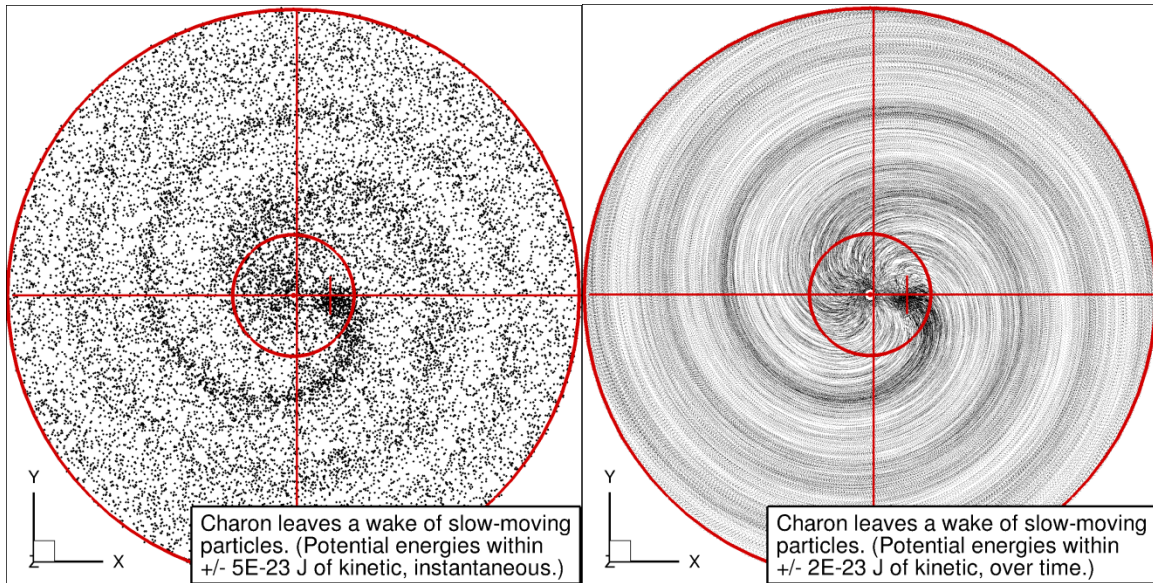 Y
Z
X
Charon leaves a wake of slow-moving
particles. (Potential energies within
+/- 5E-23 J of kinetic, instantaneous.)
Y
Z
X
Charon leaves a wake of slow-moving
particles. (Potential energies within
+/- 2E-23 J of kinetic, over time.)